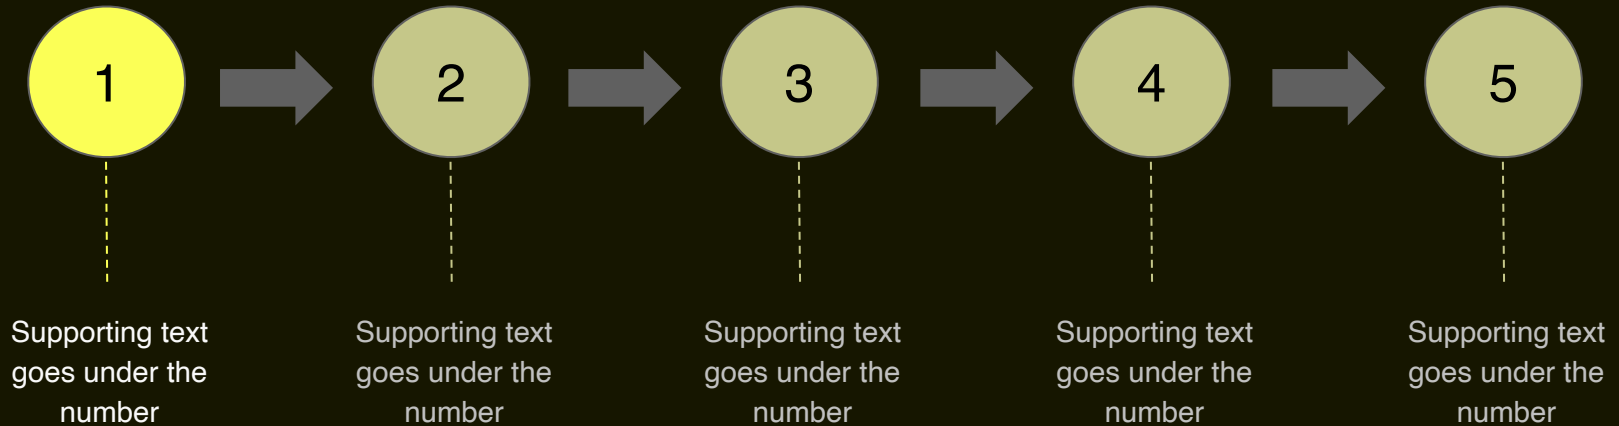 1
2
3
4
5
Supporting text
goes under the
number
Supporting text
goes under the
number
Supporting text
goes under the
number
Supporting text
goes under the
number
Supporting text
goes under the
number